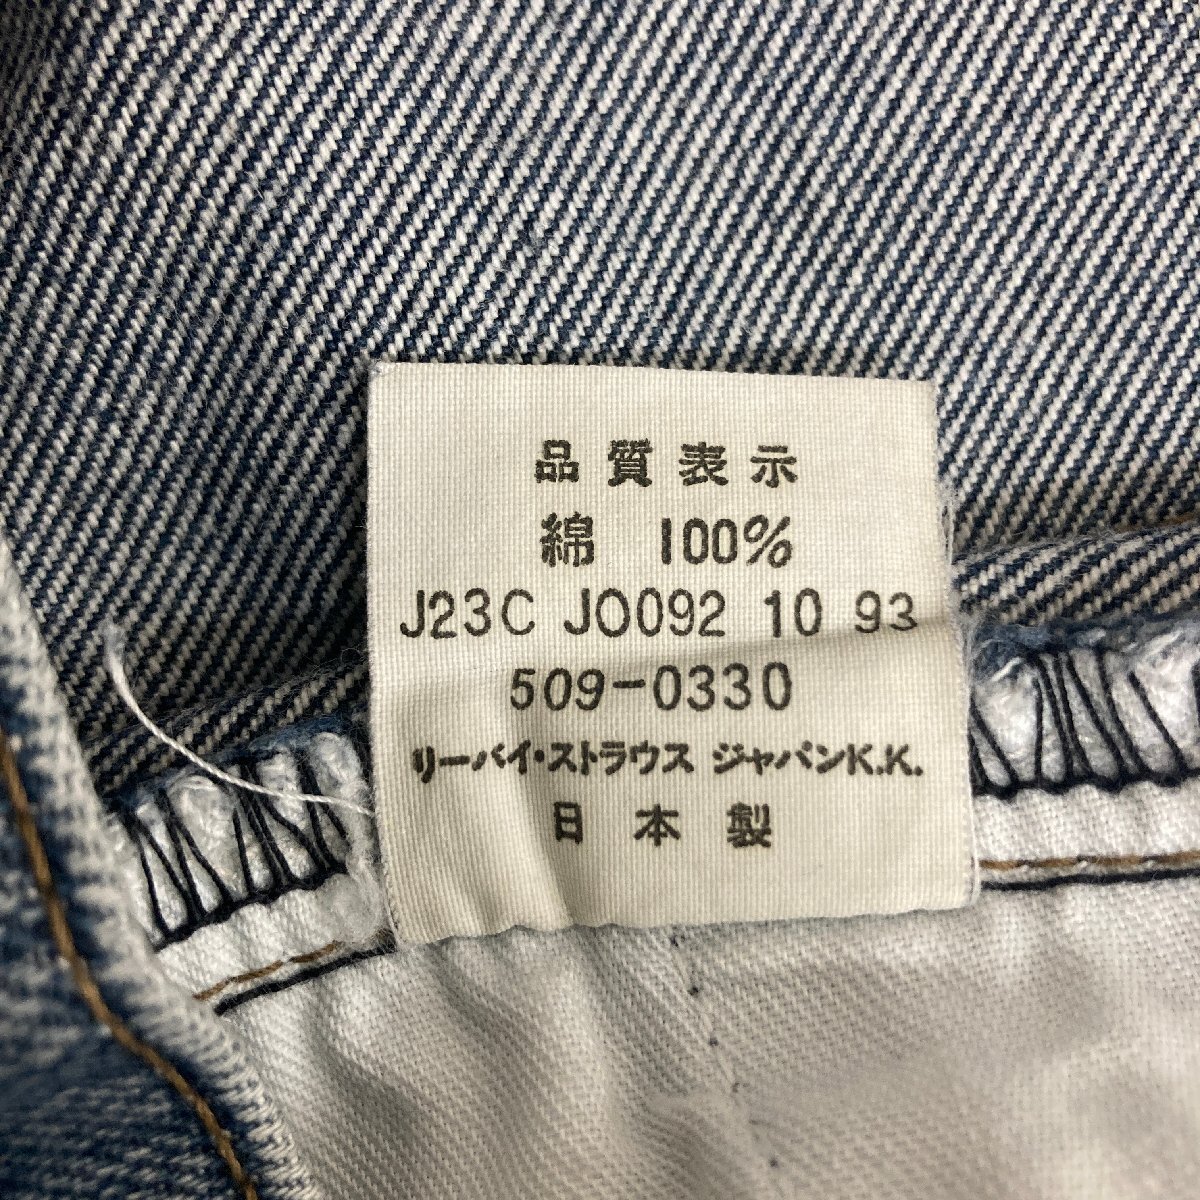 品質表示
綿 100%
J23C JO092 10 93
509-0330
リーバイ・ストラウス ジャパンK.K.
日本製